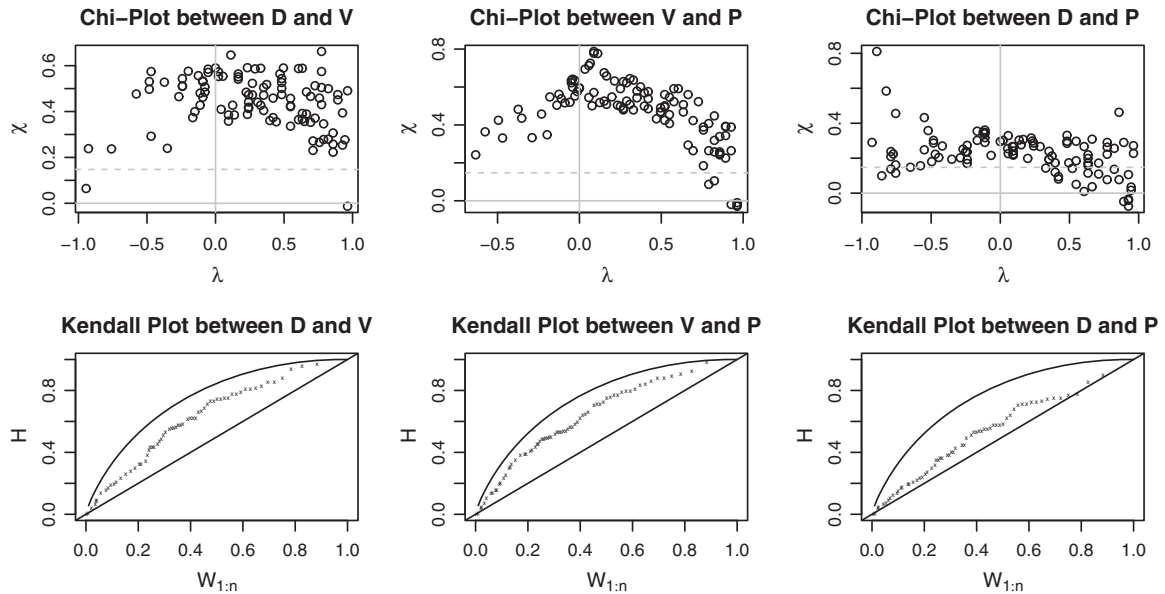 Chi–Plot between D and V
χ
0.0 0.2 0.4 0.6
−1.0 −0.5 0.0 0.5 1.0
λ
Chi–Plot between V and P
χ
0.0 0.4 0.8
−0.5 0.0 0.5 1.0
λ
Chi–Plot between D and P
χ
0.0 0.4 0.8
−1.0 −0.5 0.0 0.5 1.0
λ
Kendall Plot between D and V
H
0.0 0.4 0.8
0.0 0.2 0.4 0.6 0.8 1.0
W1:n
Kendall Plot between V and P
H
0.0 0.4 0.8
0.0 0.2 0.4 0.6 0.8 1.0
W1:n
Kendall Plot between D and P
H
0.0 0.4 0.8
0.0 0.2 0.4 0.6 0.8 1.0
W1:n